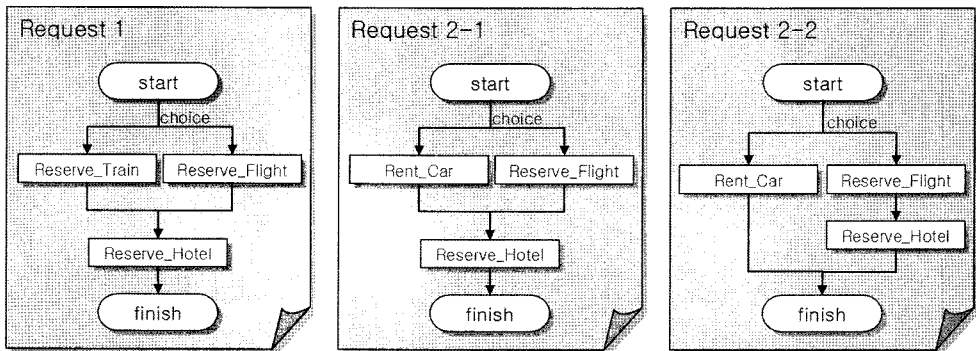 Request 1
start
choice
Reserve_Train
Reserve_Flight
Reserve_Hotel
finish
Request 2-1
start
choice
Rent_Car
Reserve_Flight
Reserve_Hotel
finish
Request 2-2
start
choice
Rent_Car
Reserve_Flight
Reserve_Hotel
finish